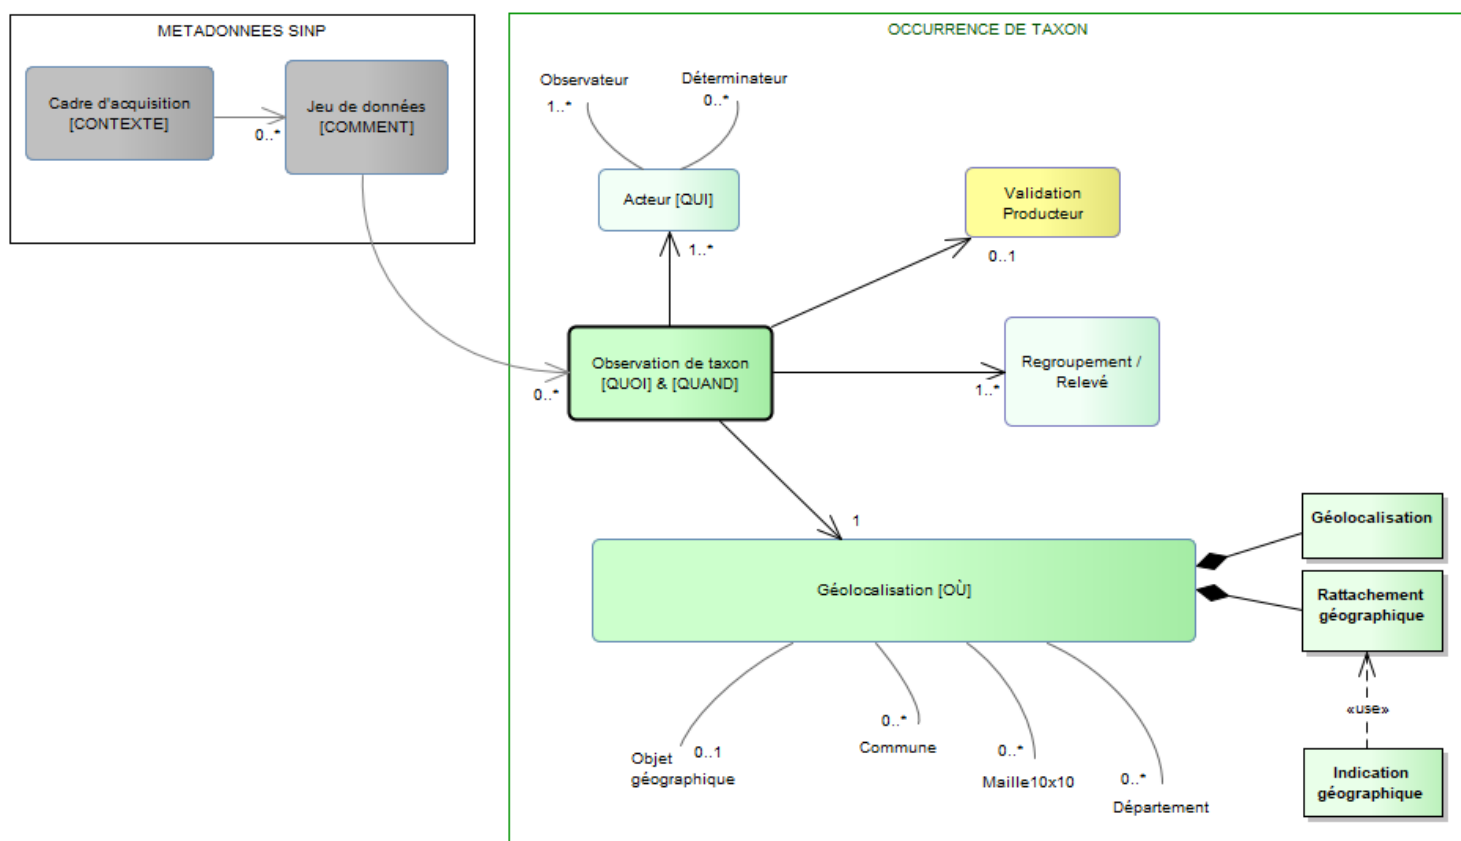 METADONNEES SINP
Cadre d'acquisition
[CONTEXTE]
0..*
Jeu de données
[COMMENT]
OCCURRENCE DE TAXON
Observateur
1..*
Déterminateur
0..*
Acteur [QUI]
1..*
Validation
Producteur
0..1
Observation de taxon
[QUOI] & [QUAND]
0..*
Regroupement /
Relevé
1..*
1
Géolocalisation [OÙ]
Géolocalisation
Rattachement
géographique
«use»
Indication
géographique
Objet
géographique
0..1
0..*
Commune
0..*
Maille10x10
0..*
Département